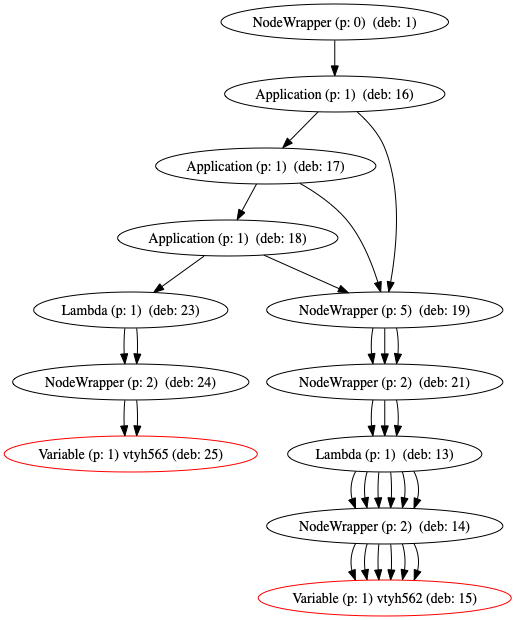 NodeWrapper (p: 0)  (deb: 1)
Application (p: 1)  (deb: 16)
Application (p: 1)  (deb: 17)
Application (p: 1)  (deb: 18)
Lambda (p: 1)  (deb: 23)
NodeWrapper (p: 5)  (deb: 19)
NodeWrapper (p: 2)  (deb: 24)
NodeWrapper (p: 2)  (deb: 21)
Variable (p: 1) vtyh565 (deb: 25)
Lambda (p: 1)  (deb: 13)
NodeWrapper (p: 2)  (deb: 14)
Variable (p: 1) vtyh562 (deb: 15)